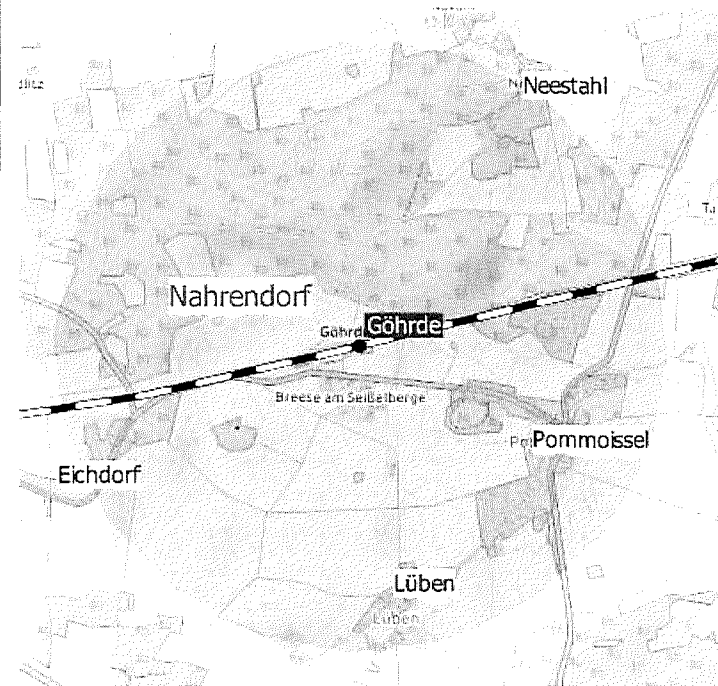 Neestahl
Nahrendorf
Göhrde
Göhrde
Breese am Seißelberge
Pommoissel
Eichdorf
Lüben
Lüben